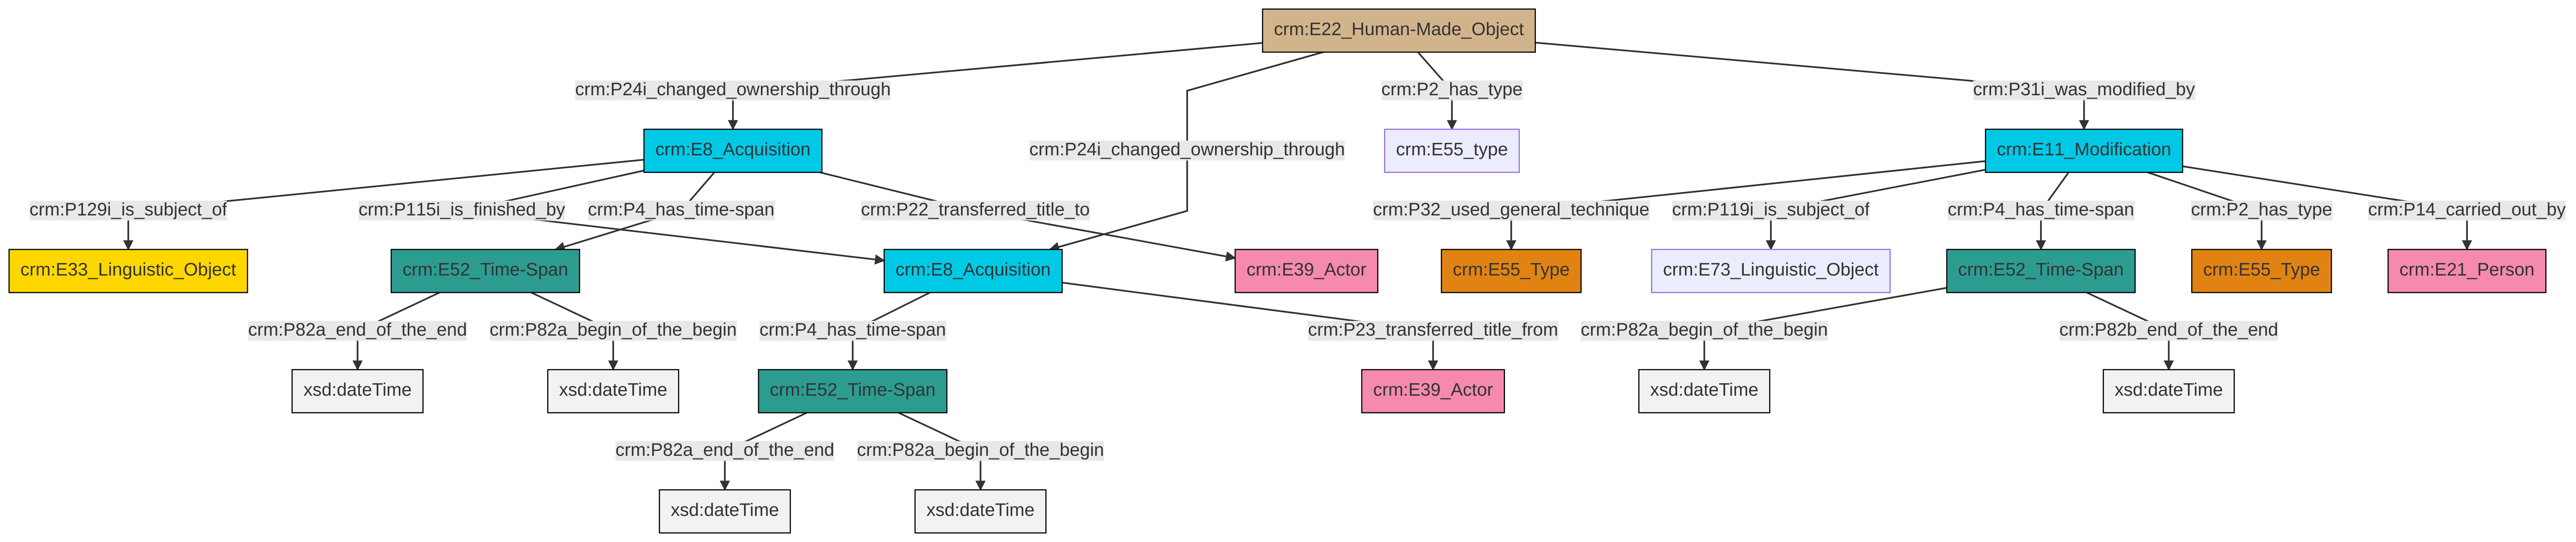 crm:E22_Human-Made_Object
crm:P24i_changed_ownership_through
crm:P2_has_type
crm:P31i_was_modified_by
crm:E8_Acquisition
crm:P24i_changed_ownership_through
crm:E55_type
crm:E11_Modification
crm:P129i_is_subject_of
crm:P115i_is_finished_by
crm:P4_has_time-span
crm:P22_transferred_title_to
crm:P32_used_general_technique
crm:P119i_is_subject_of
crm:P4_has_time-span
crm:P2_has_type
crm:P14_carried_out_by
crm:E33_Linguistic_Object
crm:E52_Time-Span
crm:E8_Acquisition
crm:E39_Actor
crm:E55_Type
crm:E73_Linguistic_Object
crm:E52_Time-Span
crm:E55_Type
crm:E21_Person
crm:P82a_end_of_the_end
crm:P82a_begin_of_the_begin
crm:P4_has_time-span
crm:P23_transferred_title_from
crm:P82a_begin_of_the_begin
crm:P82b_end_of_the_end
xsd:dateTime
xsd:dateTime
crm:E52_Time-Span
crm:E39_Actor
xsd:dateTime
xsd:dateTime
crm:P82a_end_of_the_end
crm:P82a_begin_of_the_begin
xsd:dateTime
xsd:dateTime